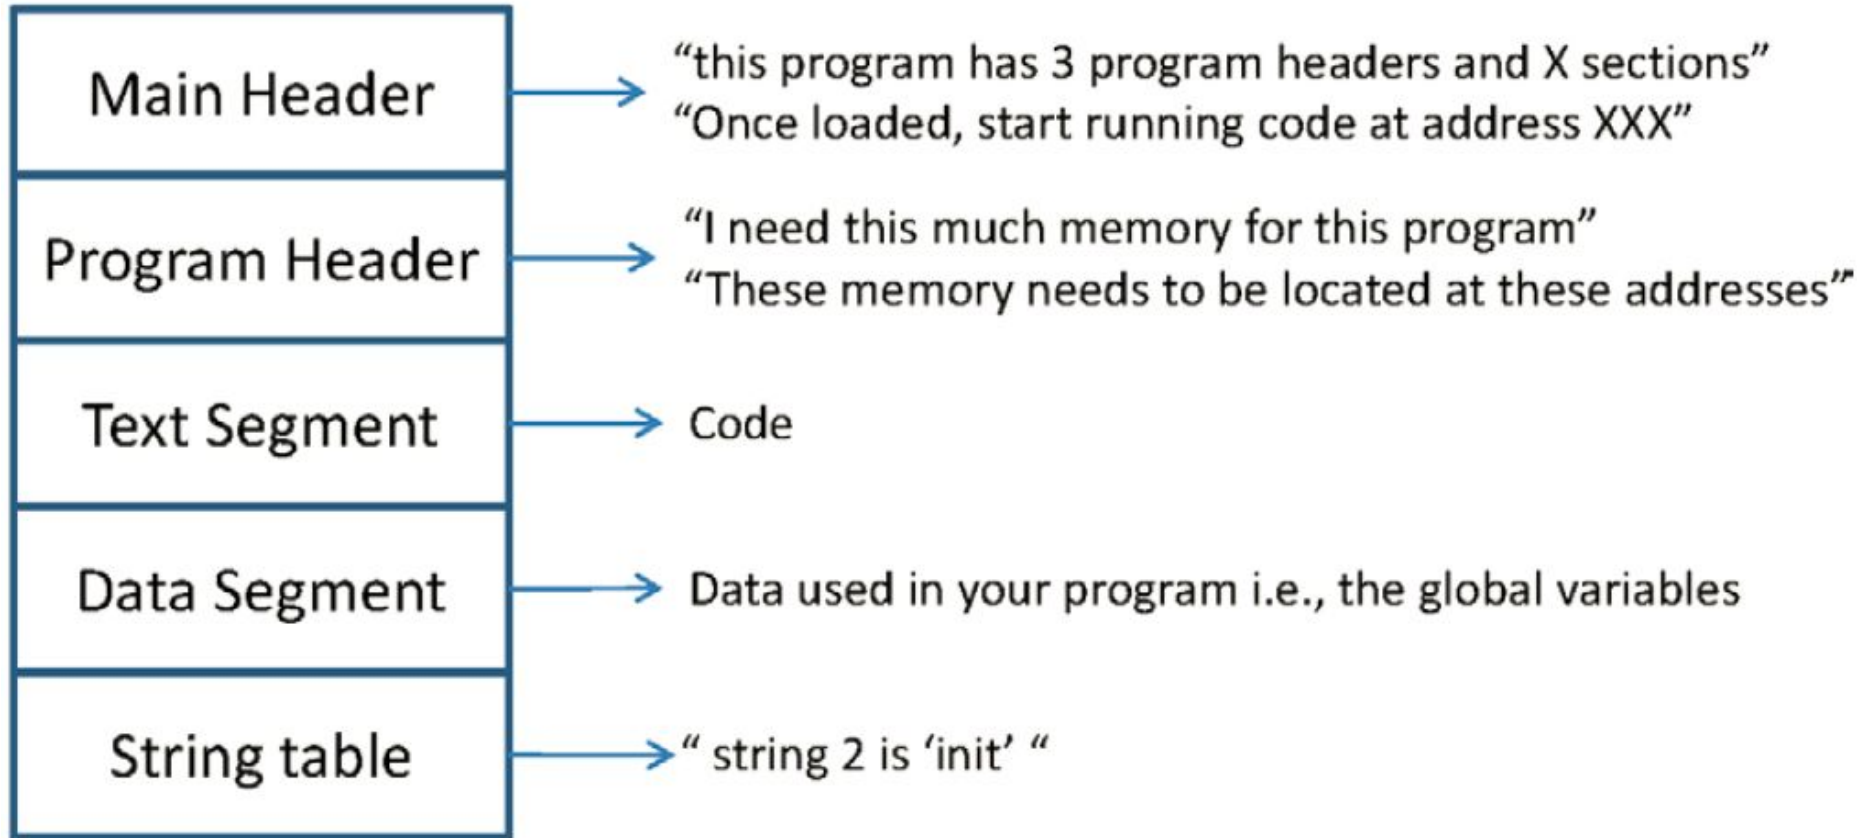 Main Header
“this program has 3 program headers and X sections”
“Once loaded, start running code at address XXX”
Program Header
“I need this much memory for this program”
“These memory needs to be located at these addresses”
Text Segment
Code
Data Segment
Data used in your program i.e., the global variables
String table
“ string 2 is ‘init’ “